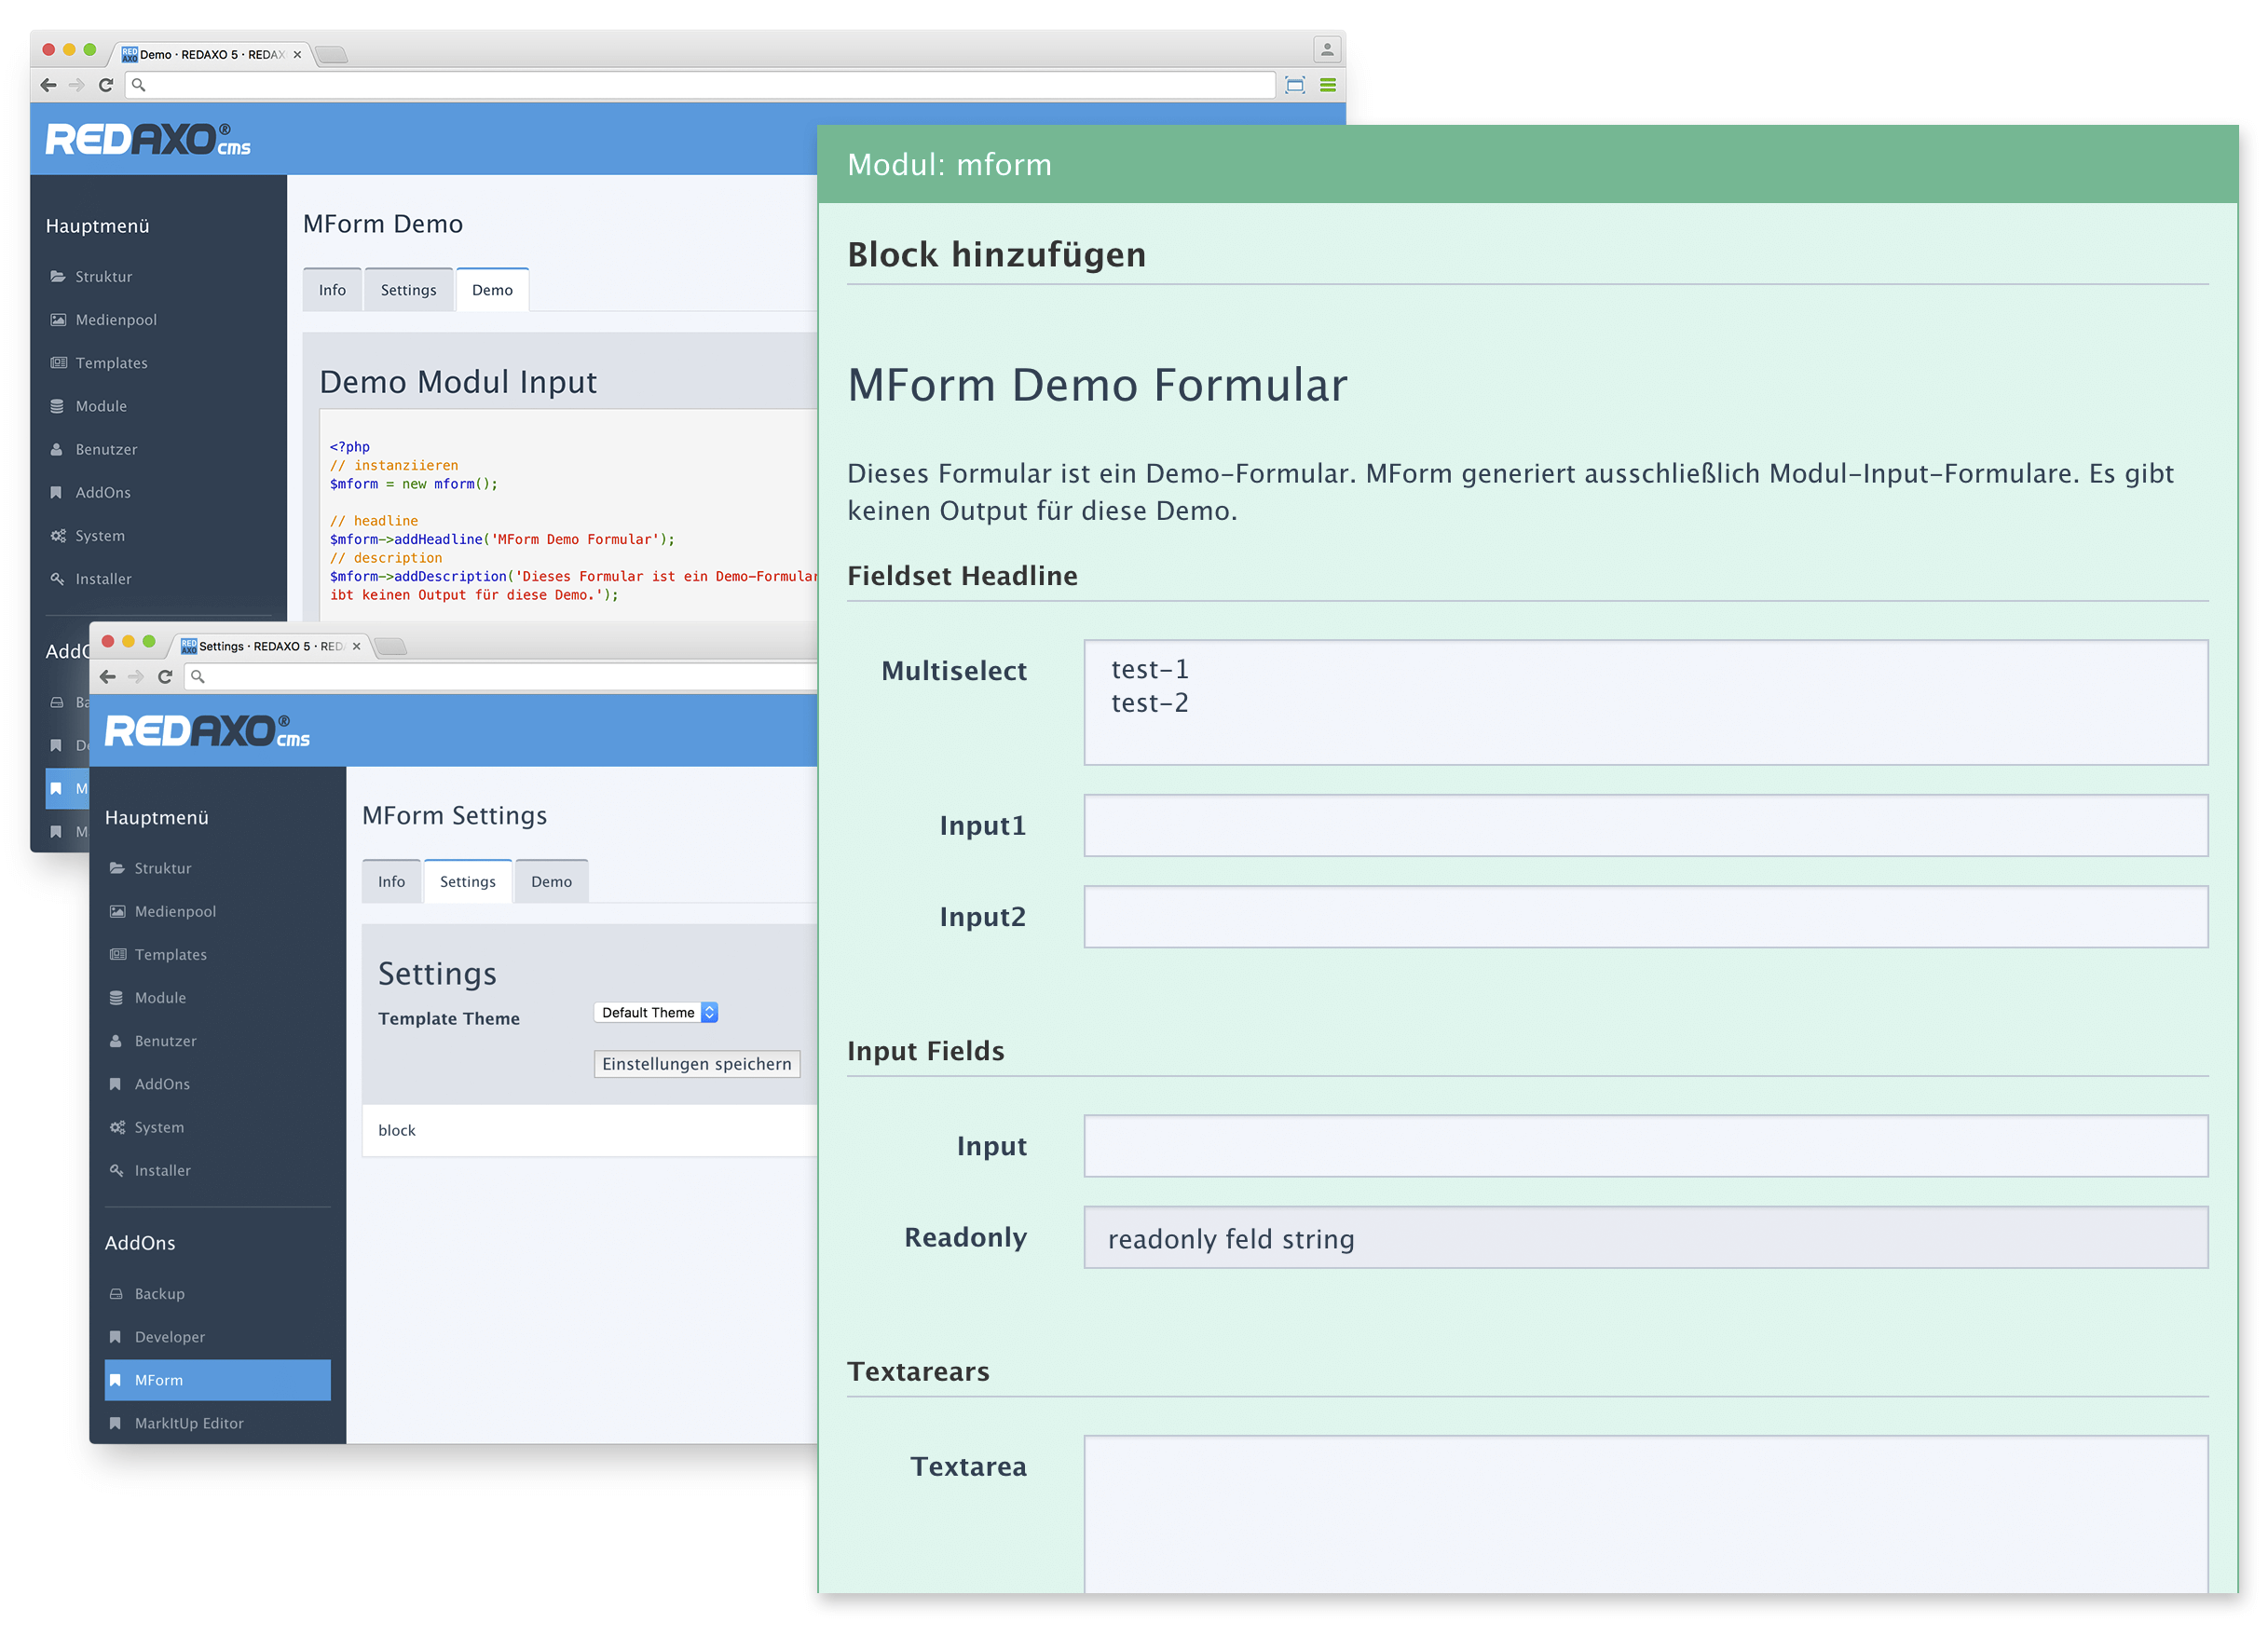 Demo · REDAXO 5 · REDAX
REDAXO® cms
Hauptmenü
Struktur
Medienpool
Templates
Module
Benutzer
AddOns
System
Installer
MForm Demo
Info Settings Demo
Demo Modul Input
<?php
// instanziieren
$mform = new mform();
// headline
$mform->addHeadline('MForm Demo Formular');
// description
$mform->addDescription('Dieses Formular ist ein Demo-Formular
ibt keinen Output für diese Demo.');
Settings · REDAXO 5 · RED
REDAXO® cms
Hauptmenü
Struktur
Medienpool
Templates
Module
Benutzer
AddOns
System
Installer
AddOns
Backup
Developer
MForm
MarkItUp Editor
MForm Settings
Info Settings Demo
Settings
Template Theme Default Theme
Einstellungen speichern
block
Modul: mform
Block hinzufügen
MForm Demo Formular
Dieses Formular ist ein Demo-Formular. MForm generiert ausschließlich Modul-Input-Formulare. Es gibt
keinen Output für diese Demo.
Fieldset Headline
Multiselect test-1
test-2
Input1
Input2
Input Fields
Input
Readonly readonly feld string
Textarears
Textarea